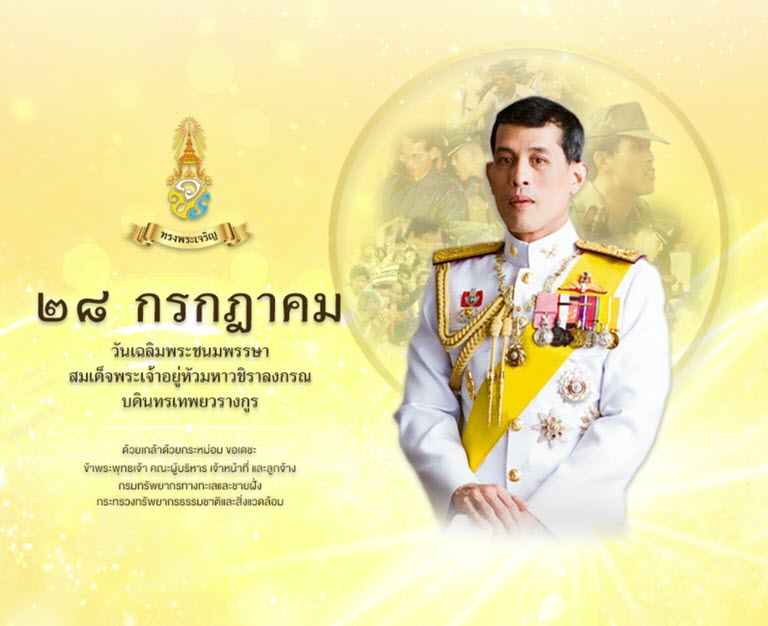 ทรงพระเจริญ
๒๘ กรกฎาคม
วันเฉลิมพระชนมพรรษา
สมเด็จพระเจ้าอยู่หัวมหาวชิราลงกรณ
บดินทรเทพยวรางกูร
ด้วยเกล้าด้วยกระหม่อม ขอเดชะ
ข้าพระพุทธเจ้า คณะผู้บริหาร เจ้าหน้าที่ และลูกจ้าง
กรมทรัพยากรทางทะเลและชายฝั่ง
กระทรวงทรัพยากรธรรมชาติและสิ่งแวดล้อม